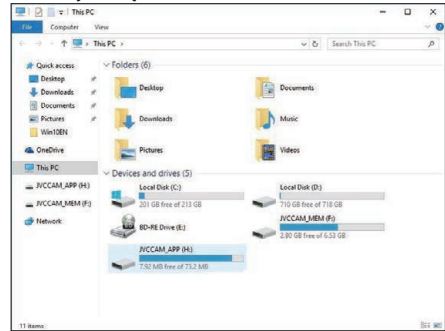 This PC
File Computer View
This PC
Search This PC
Quick access
Desktop
Downloads
Documents
Pictures
Win10EN
OneDrive
This PC
JVCCAM_APP (H:)
JVCCAM_MEM (F:)
Network
Folders (6)
Desktop
Documents
Downloads
Music
Pictures
Videos
Devices and drives (5)
Local Disk (C:)
201 GB free of 213 GB
Local Disk (D:)
710 GB free of 718 GB
BD-RE Drive (E:)
JVCCAM_MEM (F:)
2.90 GB free of 6.53 GB
JVCCAM_APP (H:)
7.92 MB free of 73.2 MB
11 items